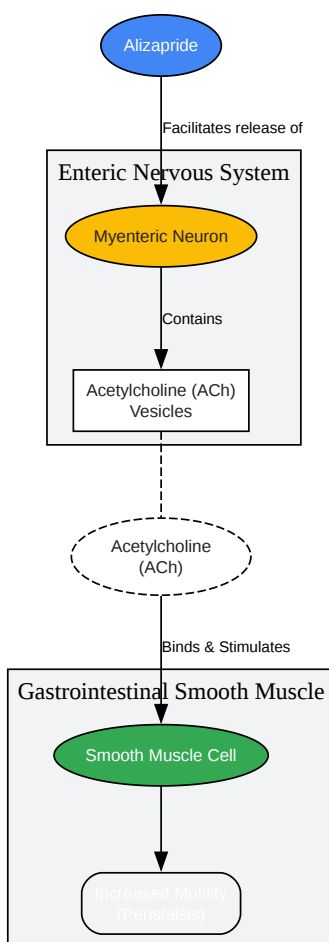 Alizapride
Facilitates release of
Enteric Nervous System
Myenteric Neuron
Contains
Acetylcholine (ACh)
Vesicles
Acetylcholine
(ACh)
Binds & Stimulates
Gastrointestinal Smooth Muscle
Smooth Muscle Cell
Increased Motility
(Peristalsis)